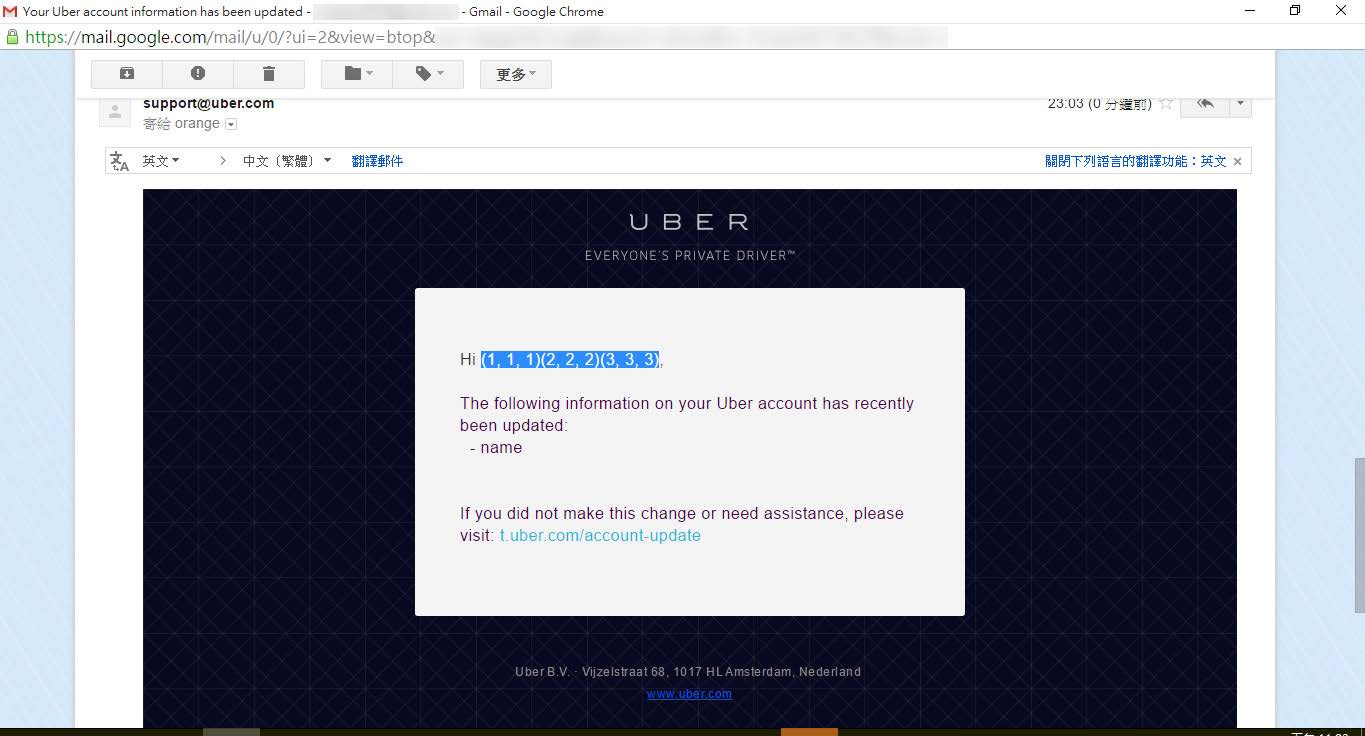 Your Uber account information has been updated - - Gmail - Google Chrome
https://mail.google.com/mail/u/0/?ui=2&view=btop&
更多
support@uber.com
23:03 (0 分鐘前)
寄給 orange
英文 > 中文（繁體） 翻譯郵件 關閉下列語言的翻譯功能：英文 ×
UBER
EVERYONE'S PRIVATE DRIVER™
Hi (1, 1, 1)(2, 2, 2)(3, 3, 3),
The following information on your Uber account has recently
been updated:
- name
If you did not make this change or need assistance, please
visit: t.uber.com/account-update
Uber B.V. · Vijzelstraat 68, 1017 HL Amsterdam, Nederland
www.uber.com